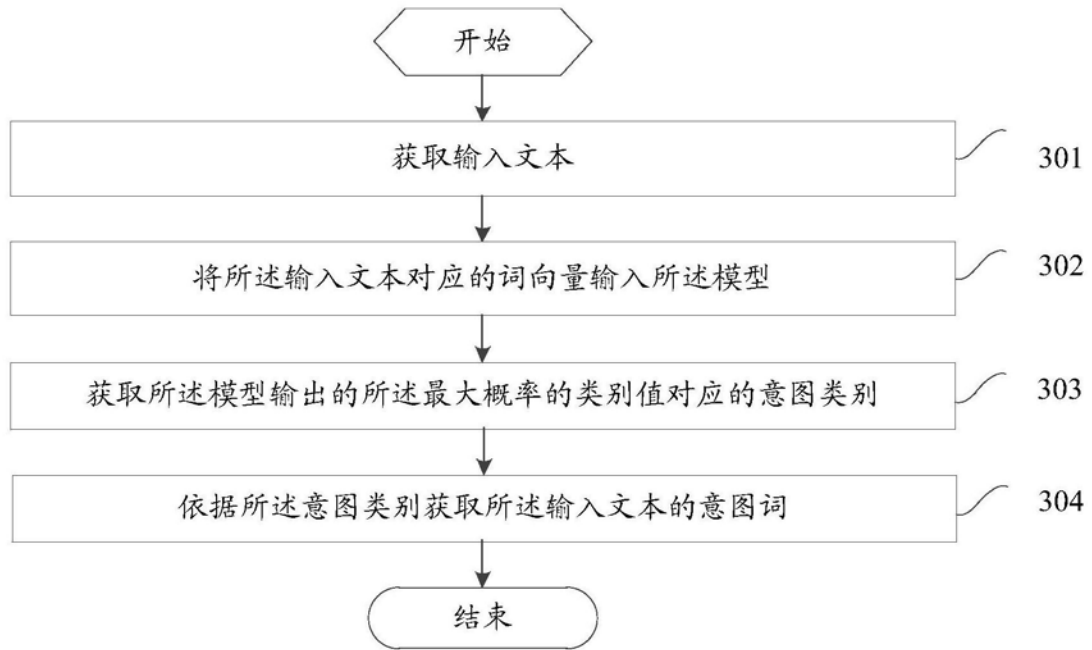 开始
获取输入文本
301
将所述输入文本对应的词向量输入所述模型
302
获取所述模型输出的所述最大概率的类别值对应的意图类别
303
依据所述意图类别获取所述输入文本的意图词
304
结束